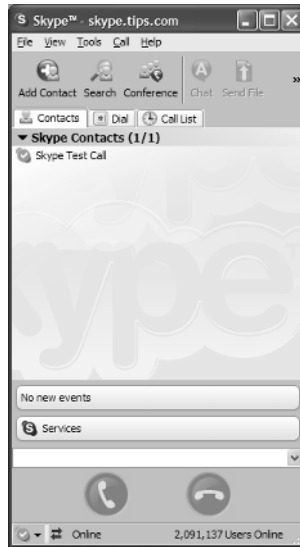 Skype™ - skype.tips.com
File View Tools Call Help
Add Contact Search Conference Chat Send File »
Contacts Dial Call List
Skype Contacts (1/1)
Skype Test Call
skype
No new events
Services
Online 2,091,137 Users Online